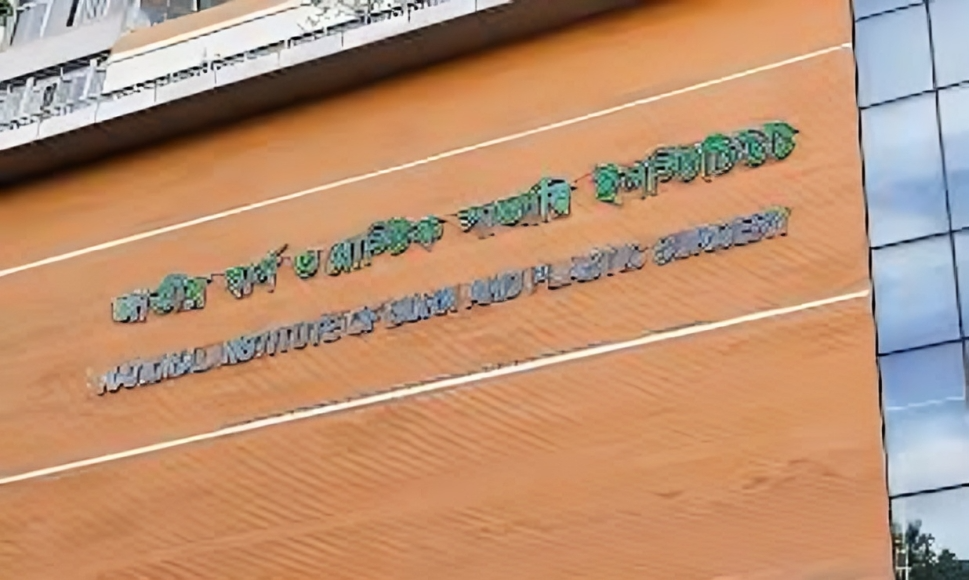 জাতীয় বার্ন ও প্লাস্টিক সার্জারি ইনস্টিটিউট
NATIONAL INSTITUTE OF BURN AND PLASTIC SURGERY